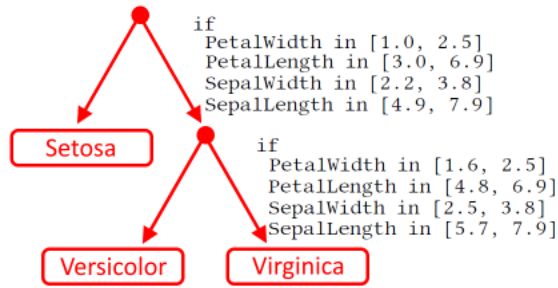 if
PetalWidth in [1.0, 2.5]
PetalLength in [3.0, 6.9]
SepalWidth in [2.2, 3.8]
SepalLength in [4.9, 7.9]
Setosa
if
PetalWidth in [1.6, 2.5]
PetalLength in [4.8, 6.9]
SepalWidth in [2.5, 3.8]
SepalLength in [5.7, 7.9]
Versicolor
Virginica